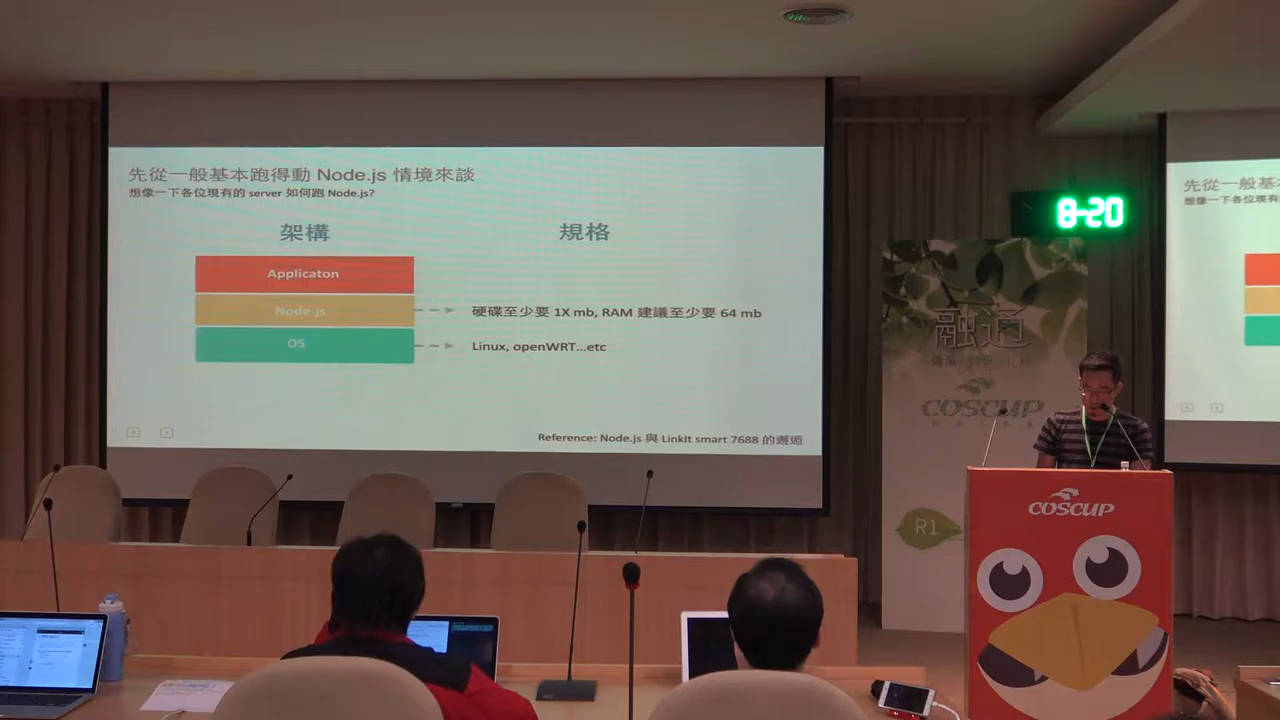 先從一般基本跑得動 Node.js 情境來談
想像一下各位現有的 server 如何跑 Node.js?
架構
規格
Applicaton
Node.js
硬碟至少要 1X mb, RAM 建議至少要 64 mb
OS
Linux, openWRT...etc
Reference: Node.js 與 LinkIt smart 7688 的邂逅
8-20
先從一般基
想像一下各位現有
融通
COSCUP
R1
COSCUP